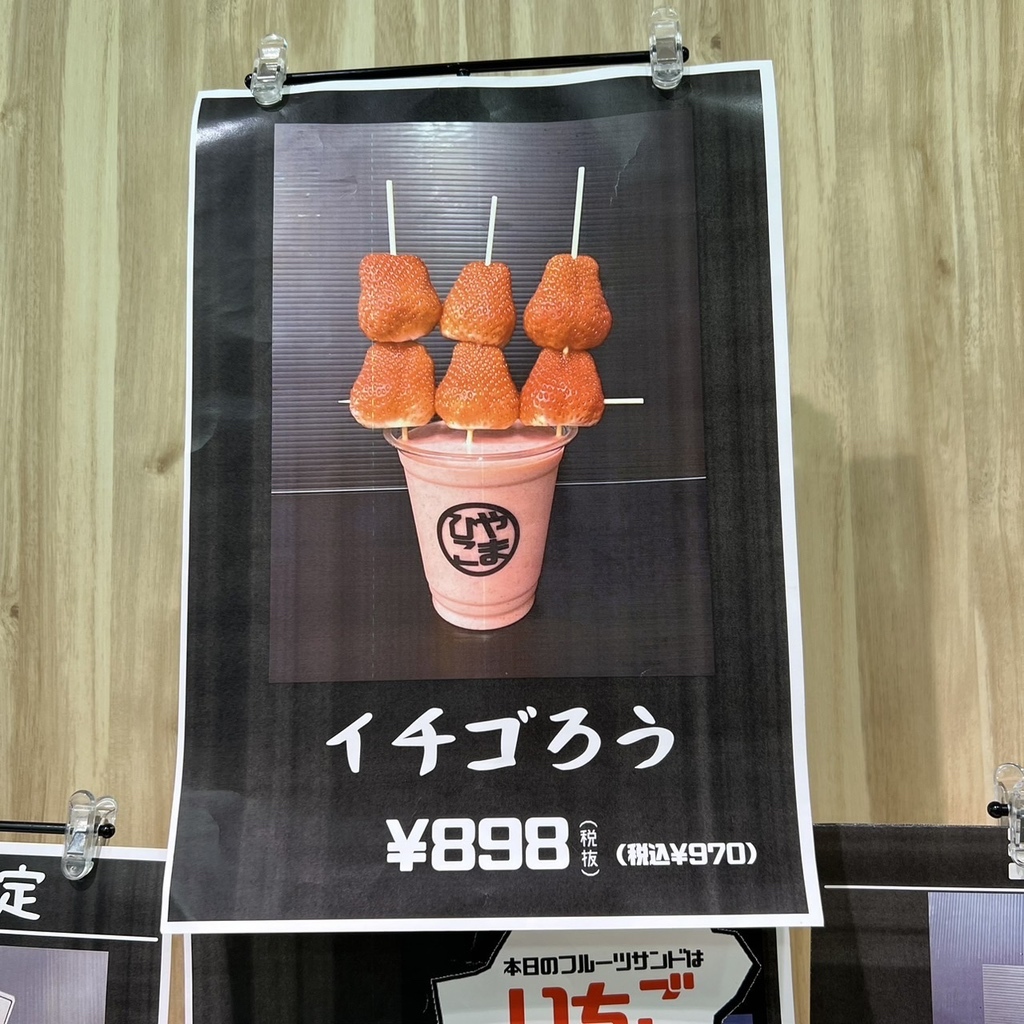 ひや
こま
イチゴろう
¥898(税抜)(税込¥970)
定
本日のフルーツサンドは
いちご